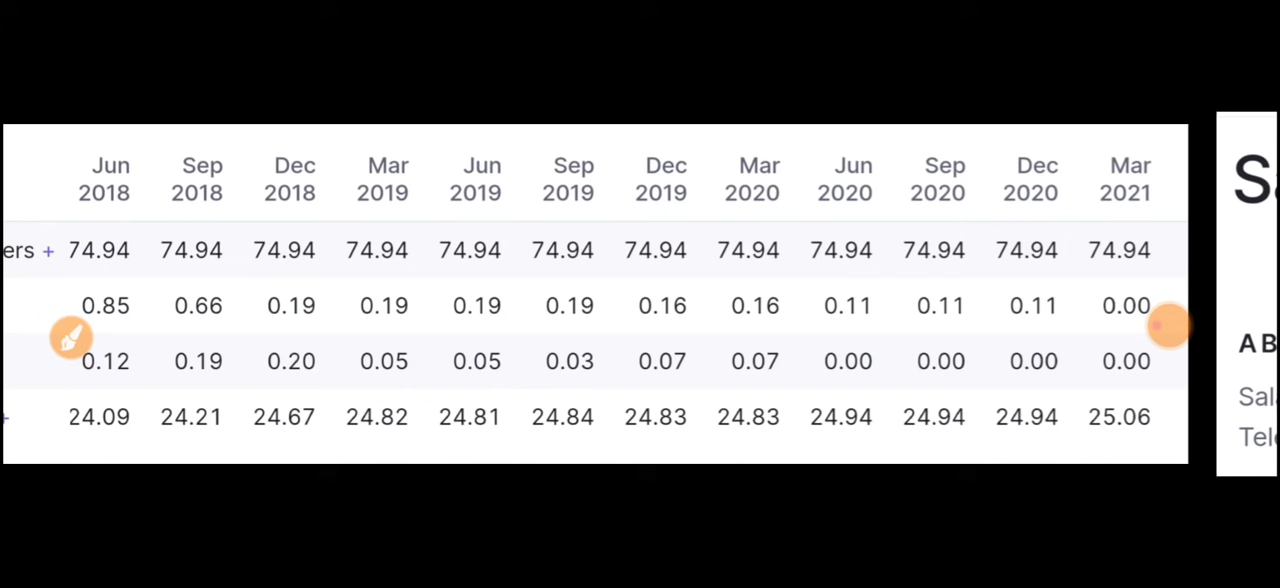 Jun Sep Dec Mar Jun Sep Dec Mar Jun Sep Dec Mar
2018 2018 2018 2019 2019 2019 2019 2020 2020 2020 2020 2021
ers + 74.94 74.94 74.94 74.94 74.94 74.94 74.94 74.94 74.94 74.94 74.94 74.94
0.85 0.66 0.19 0.19 0.19 0.19 0.16 0.16 0.11 0.11 0.11 0.00
0.12 0.19 0.20 0.05 0.05 0.03 0.07 0.07 0.00 0.00 0.00 0.00
+ 24.09 24.21 24.67 24.82 24.81 24.84 24.83 24.83 24.94 24.94 24.94 25.06
S
AB
Sal
Tel